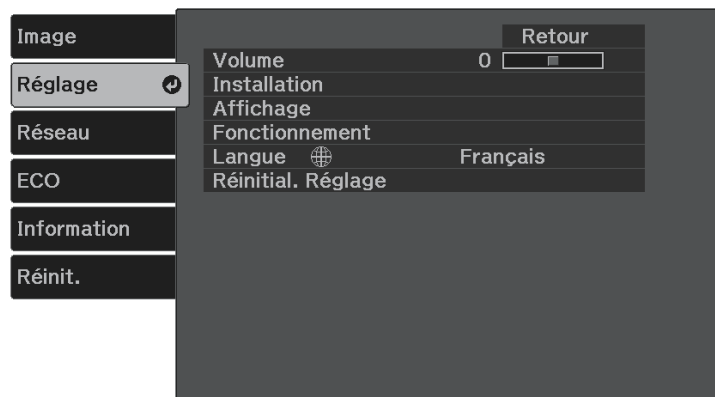 Image
Réglage
Réseau
ECO
Information
Réinit.
Retour
Volume 0
Installation
Affichage
Fonctionnement
Langue Français
Réinitial. Réglage